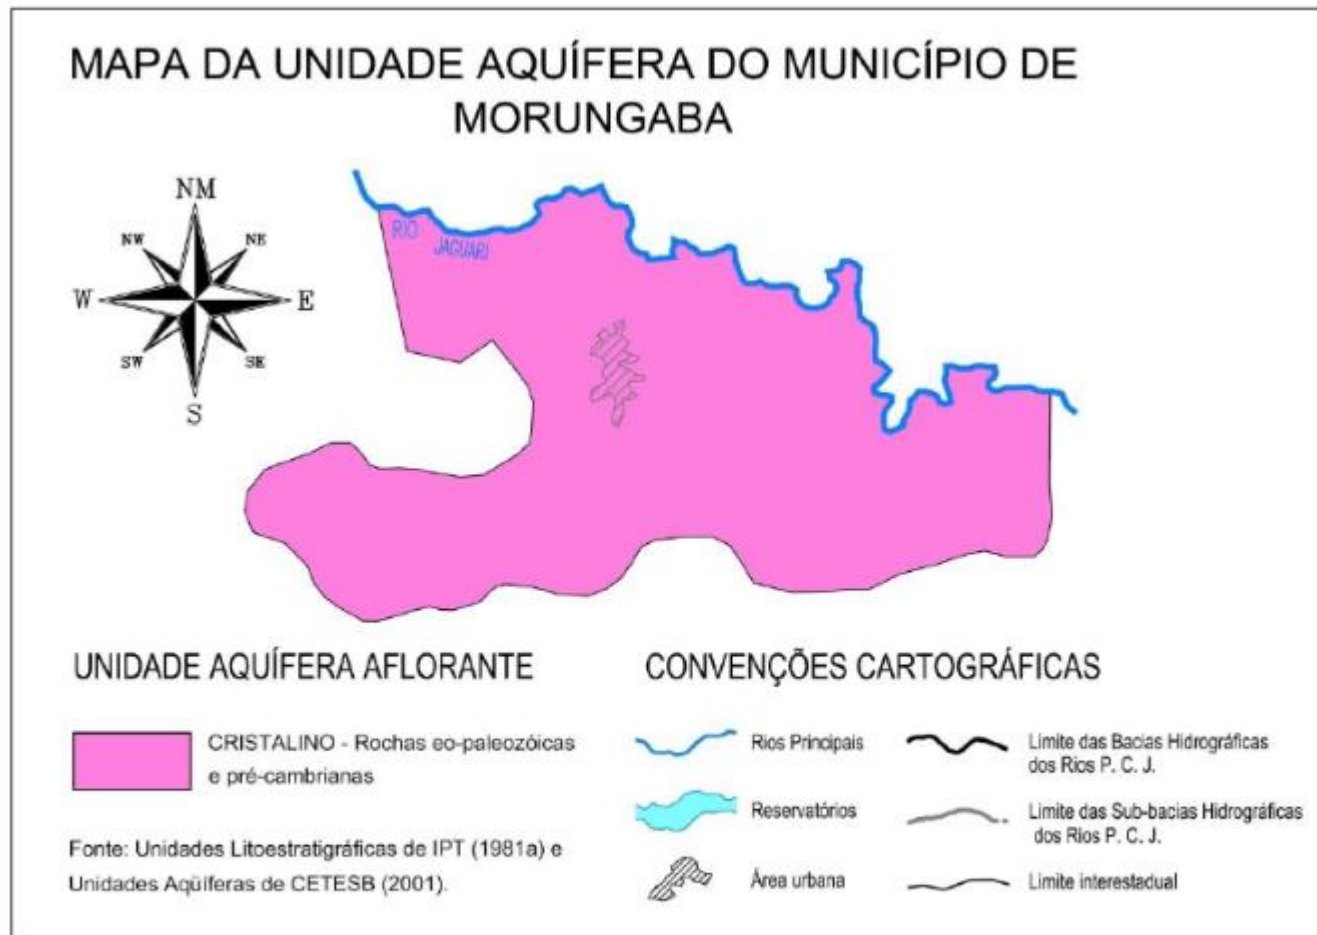 MAPA DA UNIDADE AQUÍFERA DO MUNICÍPIO DE
MORUNGABA
NM
NW
NE
W
E
SW
SE
S
RIO
JAGUARI
UNIDADE AQUÍFERA AFLORANTE
CRISTALINO - Rochas eo-paleozóicas
e pré-cambrianas
Fonte: Unidades Litoestratigráficas de IPT (1981a) e
Unidades Aqüíferas de CETESB (2001).
CONVENÇÕES CARTOGRÁFICAS
Rios Principais
Reservatórios
Área urbana
Limite das Bacias Hidrográficas
dos Rios P. C. J.
Limite das Sub-bacias Hidrográficas
dos Rios P. C. J.
Limite interestadual